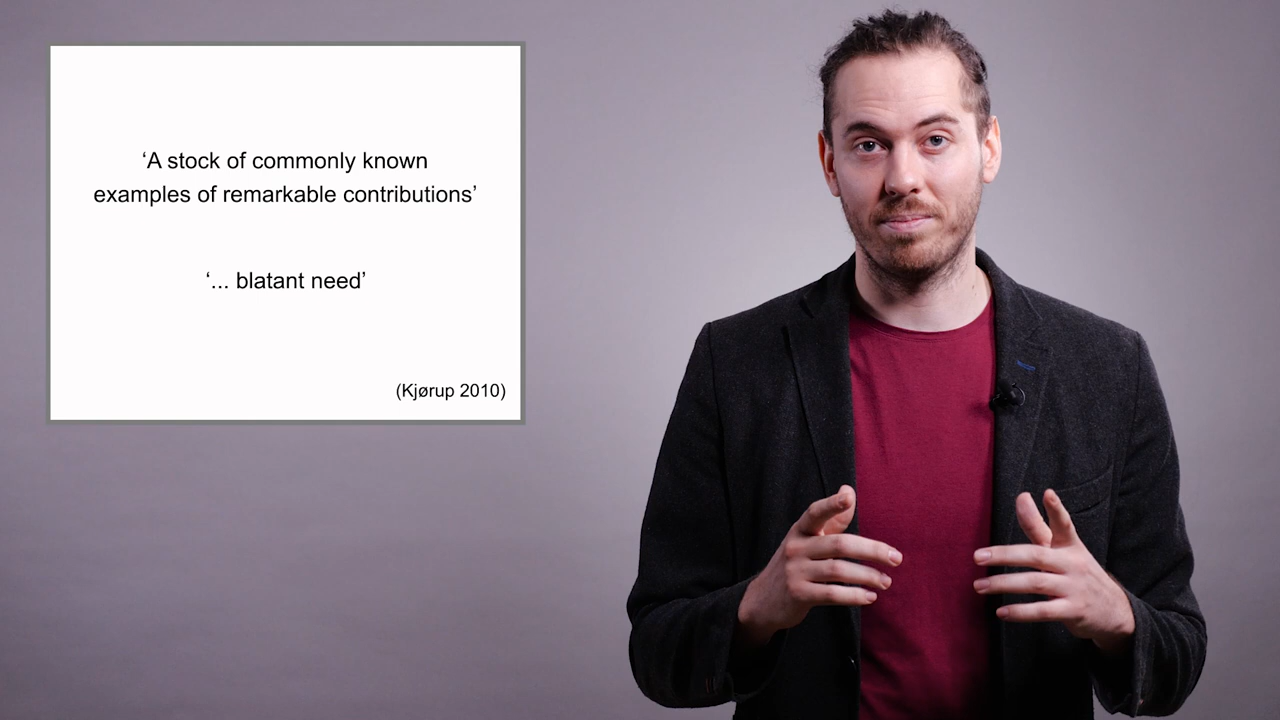 ‘A stock of commonly known
examples of remarkable contributions’
‘... blatant need’
(Kjørup 2010)